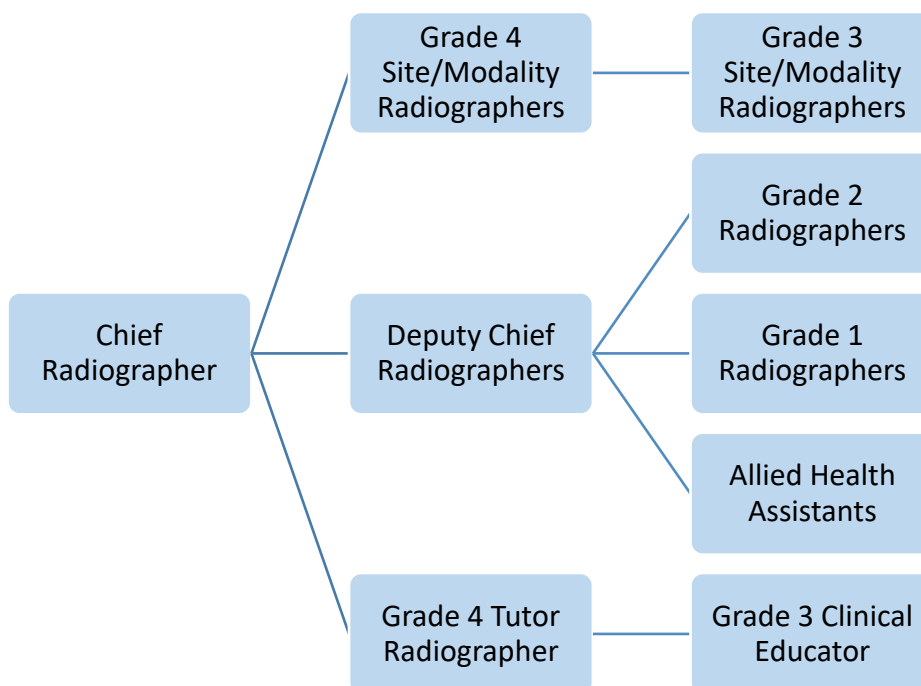 Grade 4
Site/Modality
Radiographers
Grade 3
Site/Modality
Radiographers
Grade 2
Radiographers
Chief
Radiographer
Deputy Chief
Radiographers
Grade 1
Radiographers
Allied Health
Assistants
Grade 4 Tutor
Radiographer
Grade 3 Clinical
Educator